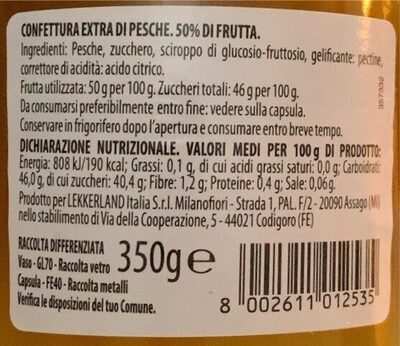 CONFETTURA EXTRA DI PESCHE. 50% DI FRUTTA.
Ingredienti: Pesche, zucchero, sciroppo di glucosio-fruttosio, gelificante: pectine,
correttore di acidità: acido citrico.
Frutta utilizzata: 50 g per 100 g. Zuccheri totali: 46 g per 100 g.
Da consumarsi preferibilmente entro fine: vedere sulla capsula.
Conservare in frigorifero dopo l'apertura e consumare entro breve tempo.
DICHIARAZIONE NUTRIZIONALE. VALORI MEDI PER 100 g DI PRODOTTO:
Energia: 808 kJ/190 kcal; Grassi: 0,1 g, di cui acidi grassi saturi: 0,0 g; Carboidrati:
46,0 g, di cui zuccheri: 40,4 g; Fibre: 1,2 g; Proteine: 0,4 g; Sale: 0,06 g.
Prodotto per LEKKERLAND Italia S.r.l. Milanofiori - Strada 1, PAL. F/2 - 20090 Assago (MI)
nello stabilimento di Via della Cooperazione, 5 - 44021 Codigoro (FE)
RACCOLTA DIFFERENZIATA
Vaso - GL70 - Raccolta vetro
Capsula - FE40 - Raccolta metalli
Verifica le disposizioni del tuo Comune.
350g e
8 002611 012535